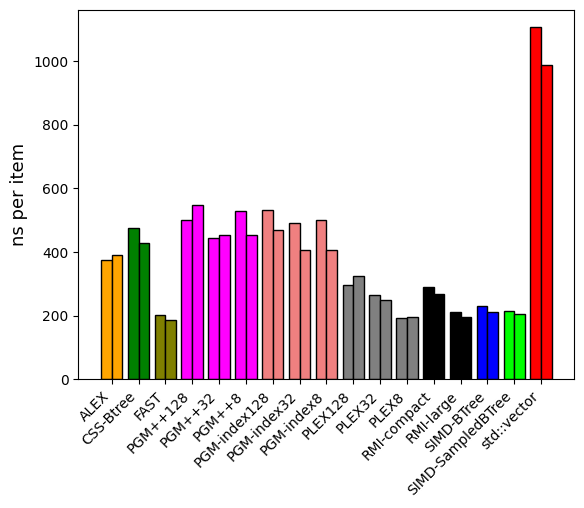 ns per item
1000
800
600
400
200
0
ALEX
CSS-Btree
FAST
PGM++128
PGM++32
PGM++8
PGM-index128
PGM-index32
PGM-index8
PLEX128
PLEX32
PLEX8
RMI-compact
RMI-large
SIMD-BTree
SIMD-SampledBTree
std::vector